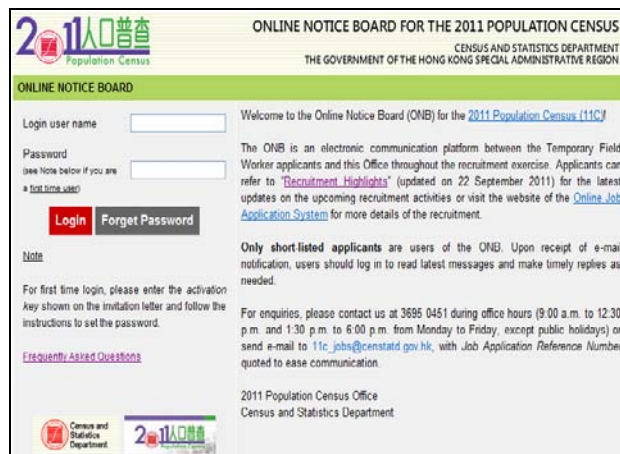 2011人口普查
Population Census
ONLINE NOTICE BOARD FOR THE 2011 POPULATION CENSUS
CENSUS AND STATISTICS DEPARTMENT
THE GOVERNMENT OF THE HONG KONG SPECIAL ADMINISTRATIVE REGION
ONLINE NOTICE BOARD
Login user name
Password
(see Note below if you are
a first time user)
Login Forget Password
Note
For first time login, please enter the activation
key shown on the invitation letter and follow the
instructions to set the password.
Frequently Asked Questions
Census and
Statistics
Department
2011人口普查
Welcome to the Online Notice Board (ONB) for the 2011 Population Census (11C)!
The ONB is an electronic communication platform between the Temporary Field
Worker applicants and this Office throughout the recruitment exercise. Applicants can
refer to "Recruitment Highlights" (updated on 22 September 2011) for the latest
updates on the upcoming recruitment activities or visit the website of the Online Job
Application System for more details of the recruitment.
Only short-listed applicants are users of the ONB. Upon receipt of e-mail
notification, users should log in to read latest messages and make timely replies as
needed.
For enquiries, please contact us at 3695 0451 during office hours (9:00 a.m. to 12:30
p.m. and 1:30 p.m. to 6:00 p.m. from Monday to Friday, except public holidays) or
send e-mail to 11c_jobs@censtatd.gov.hk, with Job Application Reference Number
quoted to ease communication.
2011 Population Census Office
Census and Statistics Department